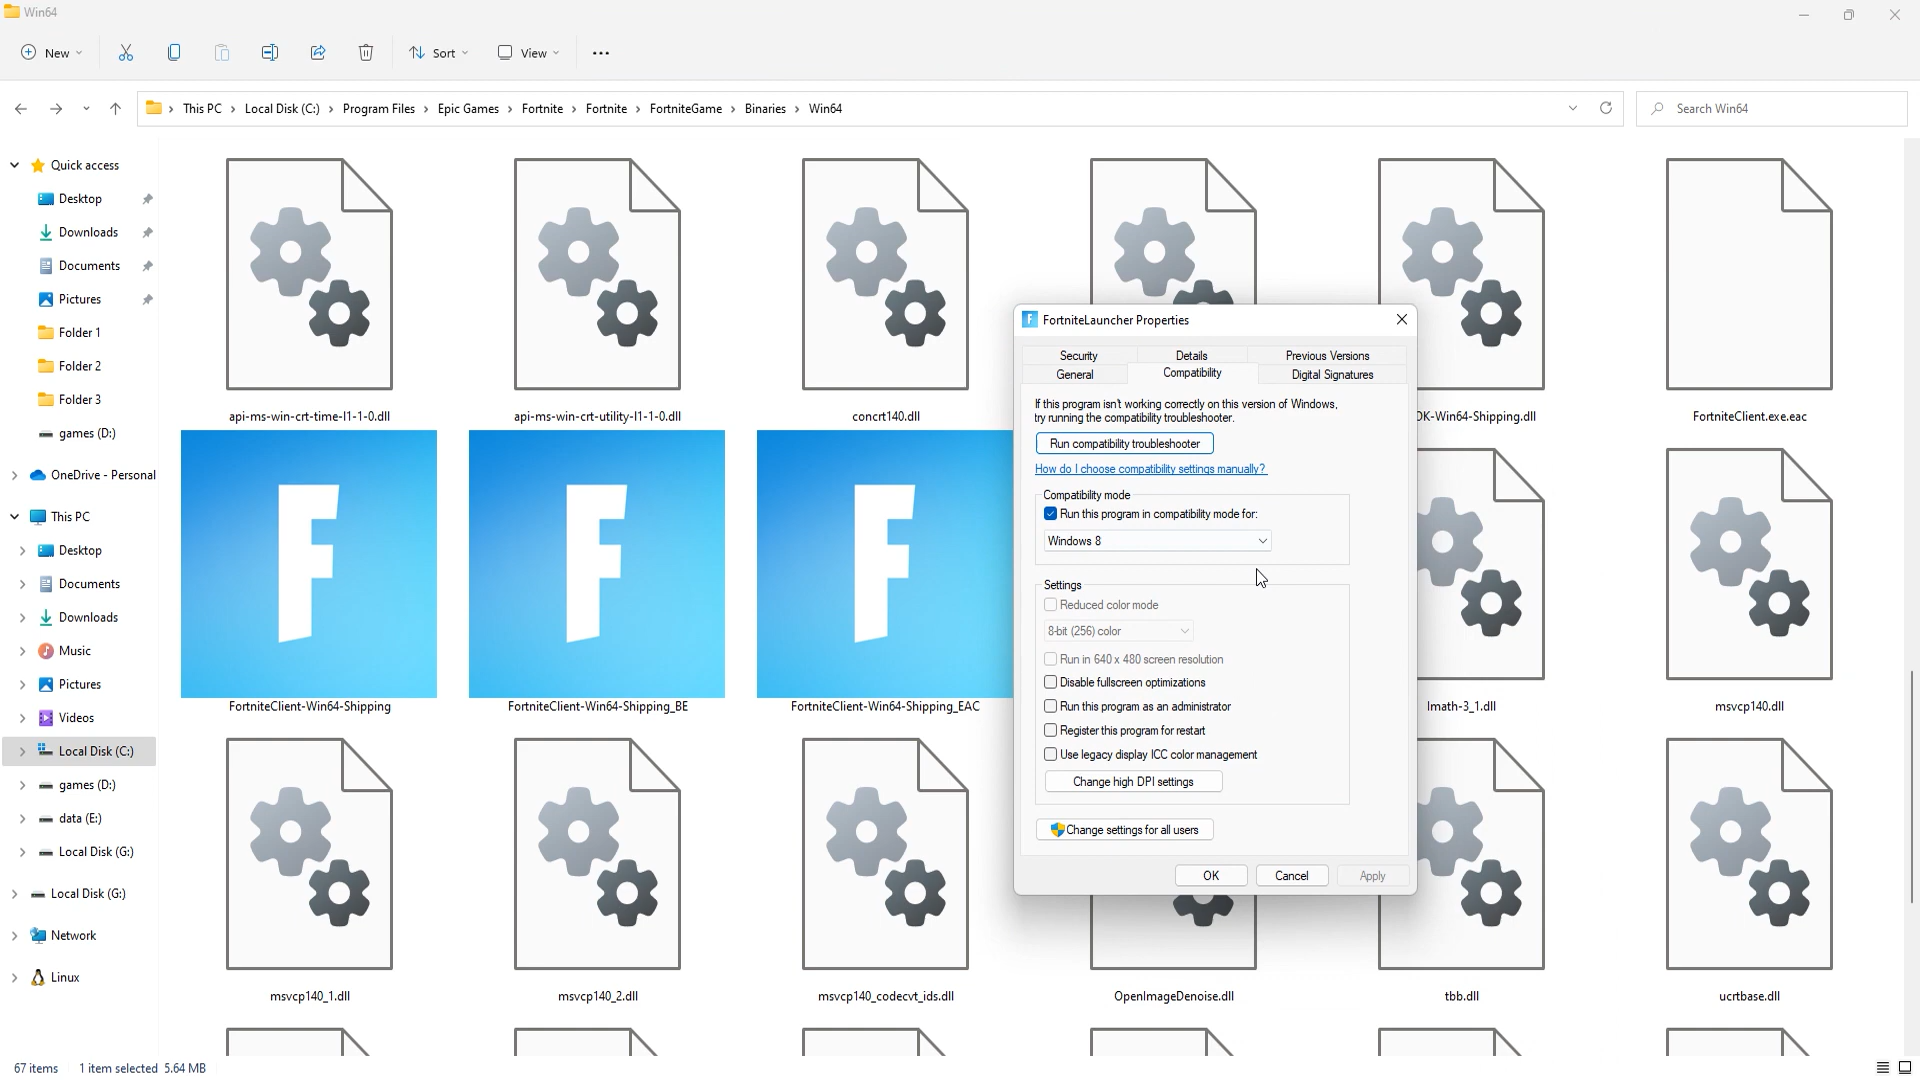 Win64
New
Sort
View
This PC
Local Disk (C:)
Program Files
Epic Games
Fortnite
Fortnite
FortniteGame
Binaries
Win64
Search Win64
Quick access
Desktop
Downloads
Documents
Pictures
Folder 1
Folder 2
Folder 3
games (D:)
OneDrive - Personal
This PC
Desktop
Documents
Downloads
Music
Pictures
Videos
Local Disk (C:)
games (D:)
data (E:)
Local Disk (G:)
Local Disk (G:)
Network
Linux
api-ms-win-crt-time-l1-1-0.dll
api-ms-win-crt-utility-l1-1-0.dll
concrt140.dll
DK-Win64-Shipping.dll
FortniteClient.exe.eac
F
F
F
FortniteClient-Win64-Shipping
FortniteClient-Win64-Shipping_BE
FortniteClient-Win64-Shipping_EAC
Imath-3_1.dll
msvcp140.dll
msvcp140_1.dll
msvcp140_2.dll
msvcp140_codecvt_ids.dll
OpenImageDenoise.dll
tbb.dll
ucrtbase.dll
F FortniteLauncher Properties
Security
Details
Previous Versions
General
Compatibility
Digital Signatures
If this program isn't working correctly on this version of Windows,
try running the compatibility troubleshooter.
Run compatibility troubleshooter
How do I choose compatibility settings manually?
Compatibility mode
Run this program in compatibility mode for:
Windows 8
Settings
Reduced color mode
8-bit (256) color
Run in 640 x 480 screen resolution
Disable fullscreen optimizations
Run this program as an administrator
Register this program for restart
Use legacy display ICC color management
Change high DPI settings
Change settings for all users
OK
Cancel
Apply
67 items
1 item selected 5.64 MB